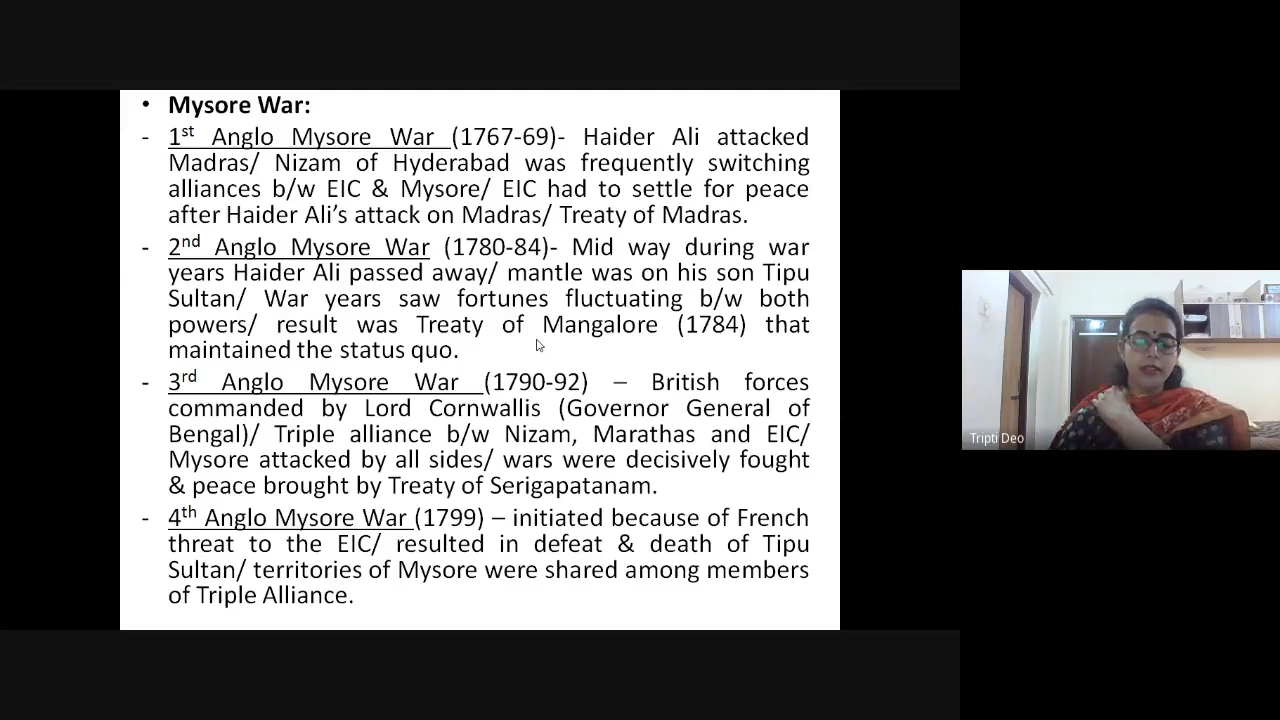 • Mysore War:
- 1st Anglo Mysore War (1767-69)- Haider Ali attacked
Madras/ Nizam of Hyderabad was frequently switching
alliances b/w EIC & Mysore/ EIC had to settle for peace
after Haider Ali's attack on Madras/ Treaty of Madras.
- 2nd Anglo Mysore War (1780-84)- Mid way during war
years Haider Ali passed away/ mantle was on his son Tipu
Sultan/ War years saw fortunes fluctuating b/w both
powers/ result was Treaty of Mangalore (1784) that
maintained the status quo.
- 3rd Anglo Mysore War (1790-92) – British forces
commanded by Lord Cornwallis (Governor General of
Bengal)/ Triple alliance b/w Nizam, Marathas and EIC/
Mysore attacked by all sides/ wars were decisively fought
& peace brought by Treaty of Serigapatanam.
- 4th Anglo Mysore War (1799) – initiated because of French
threat to the EIC/ resulted in defeat & death of Tipu
Sultan/ territories of Mysore were shared among members
of Triple Alliance.
Tripti Deo